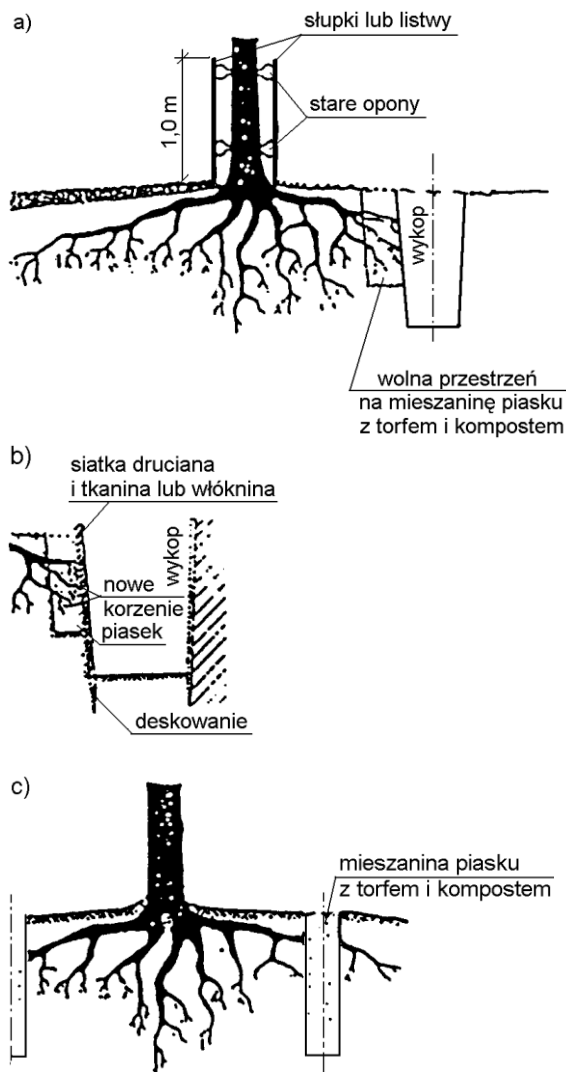 a)
słupki lub listwy
stare opony
1,0 m
wykop
wolna przestrzeń
na mieszaninę piasku
z torfem i kompostem
b)
siatka druciana
i tkanina lub włóknina
wykop
nowe
korzenie
piasek
deskowanie
c)
mieszanina piasku
z torfem i kompostem